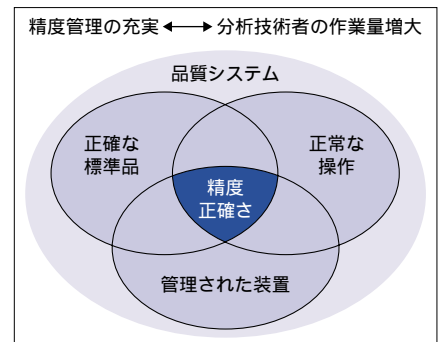 精度管理の充実 ←→ 分析技術者の作業量増大
品質システム
正確な
標準品
正常な
操作
精度
正確さ
管理された装置